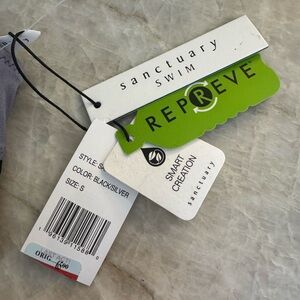 sanctuary
SWIM
REPREVE
SMART
CREATION
sanctuary
STYLE: S
COLOR: BLACK/SILVER
SIZE: S
ORIG.